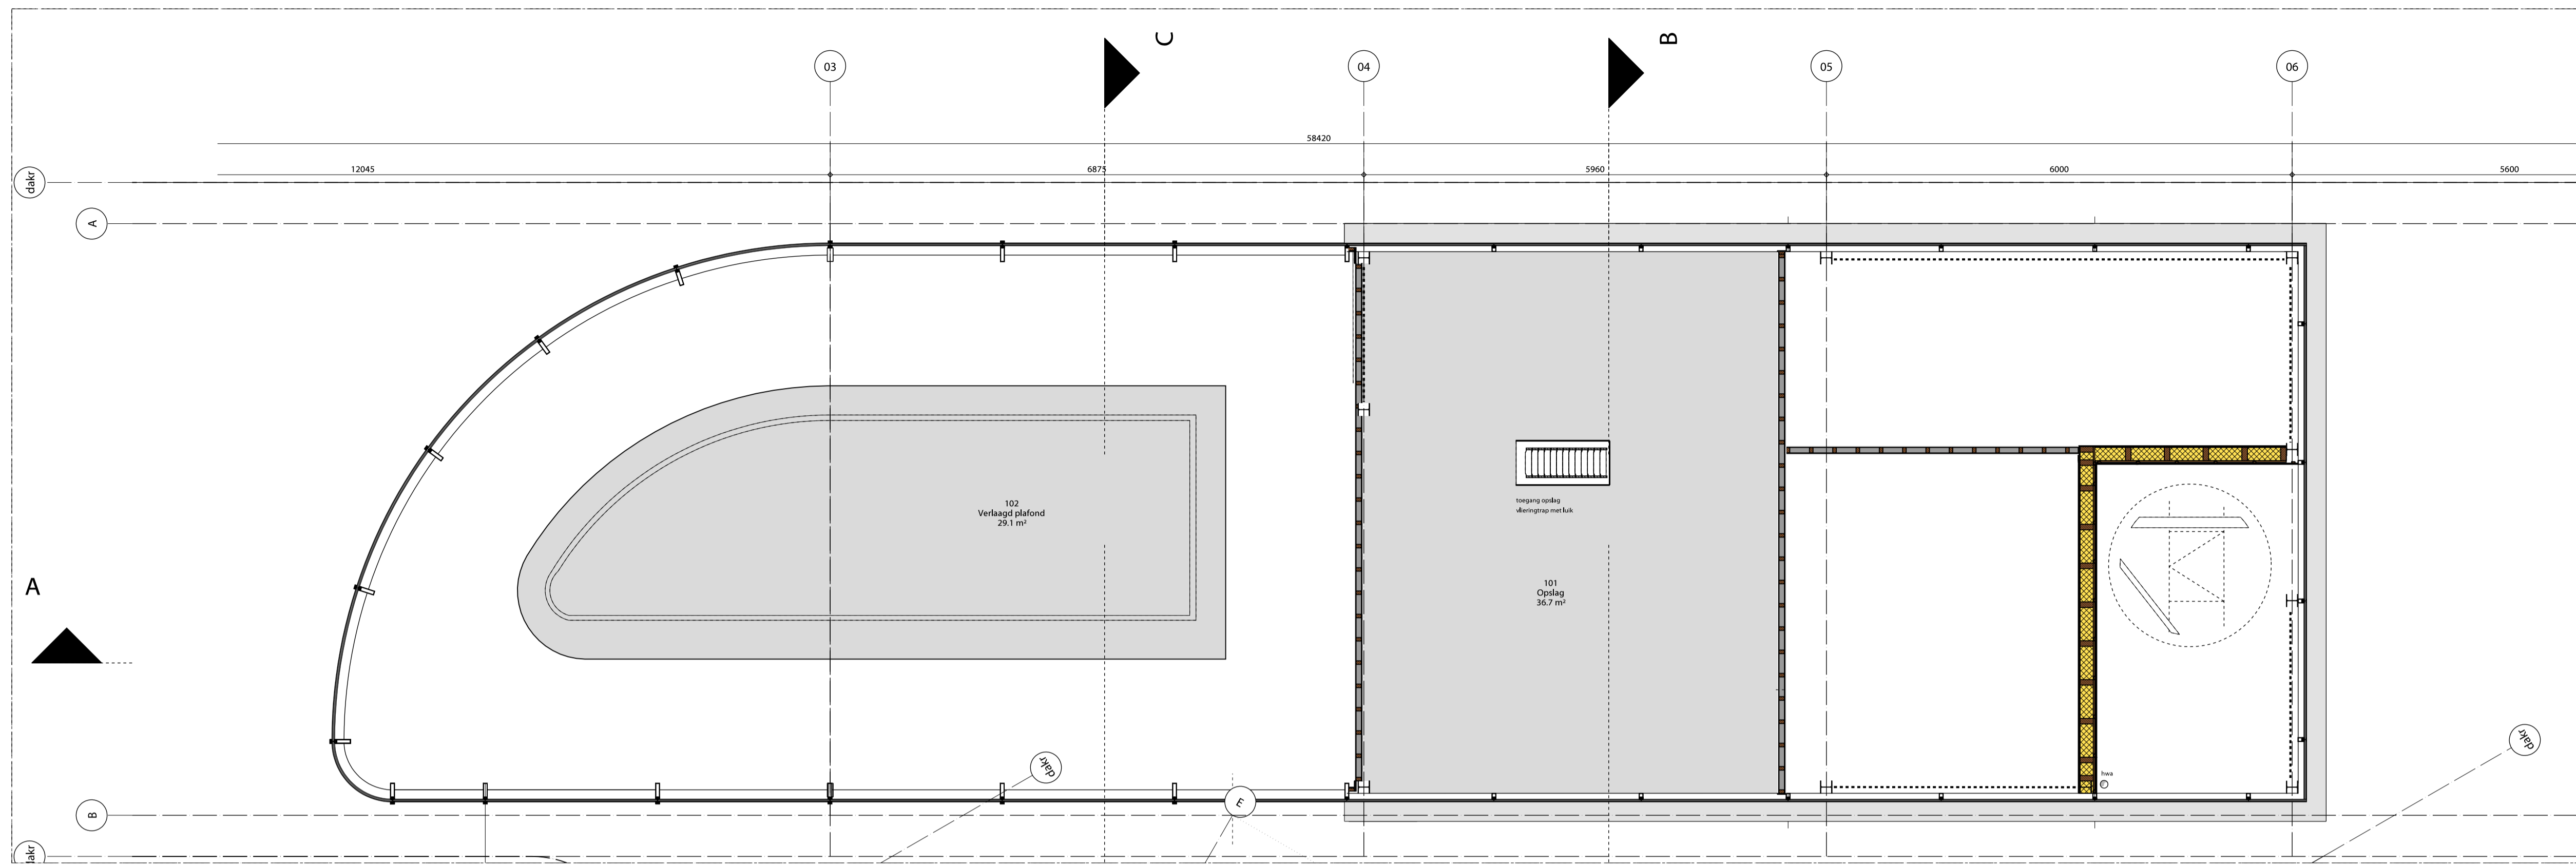 C
B
03
04
05
06
58420
12045
6875
5960
6000
5600
dakr
A
102
Verlaagd plafond
29.1 m²
toegang opslag
vlieringtrap met luik
101
Opslag
36.7 m²
A
dakr
dakr
hwa
E
B
dakr